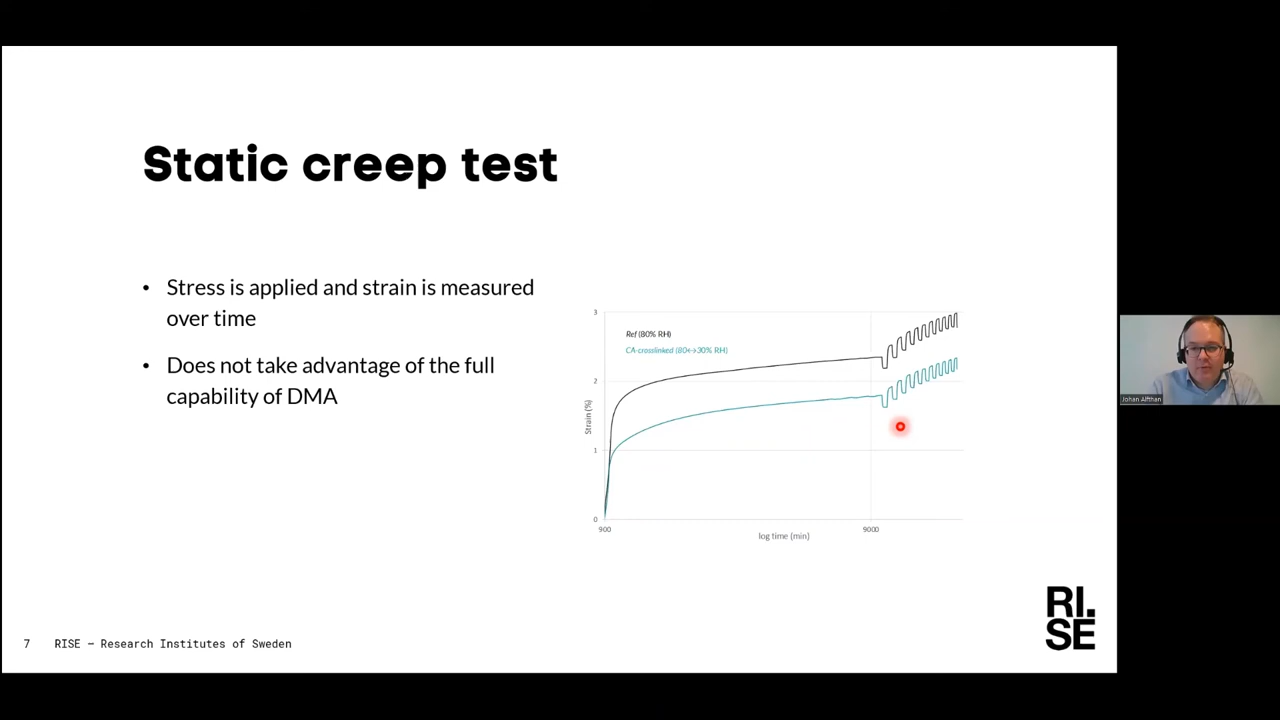 Static creep test
• Stress is applied and strain is measured
over time
• Does not take advantage of the full
capability of DMA
3
Ref (80% RH)
CA-crosslinked (80↔30% RH)
2
Strain (%)
1
0
900
9000
log time (min)
Johan Alfthan
RI.
SE
7 RISE — Research Institutes of Sweden